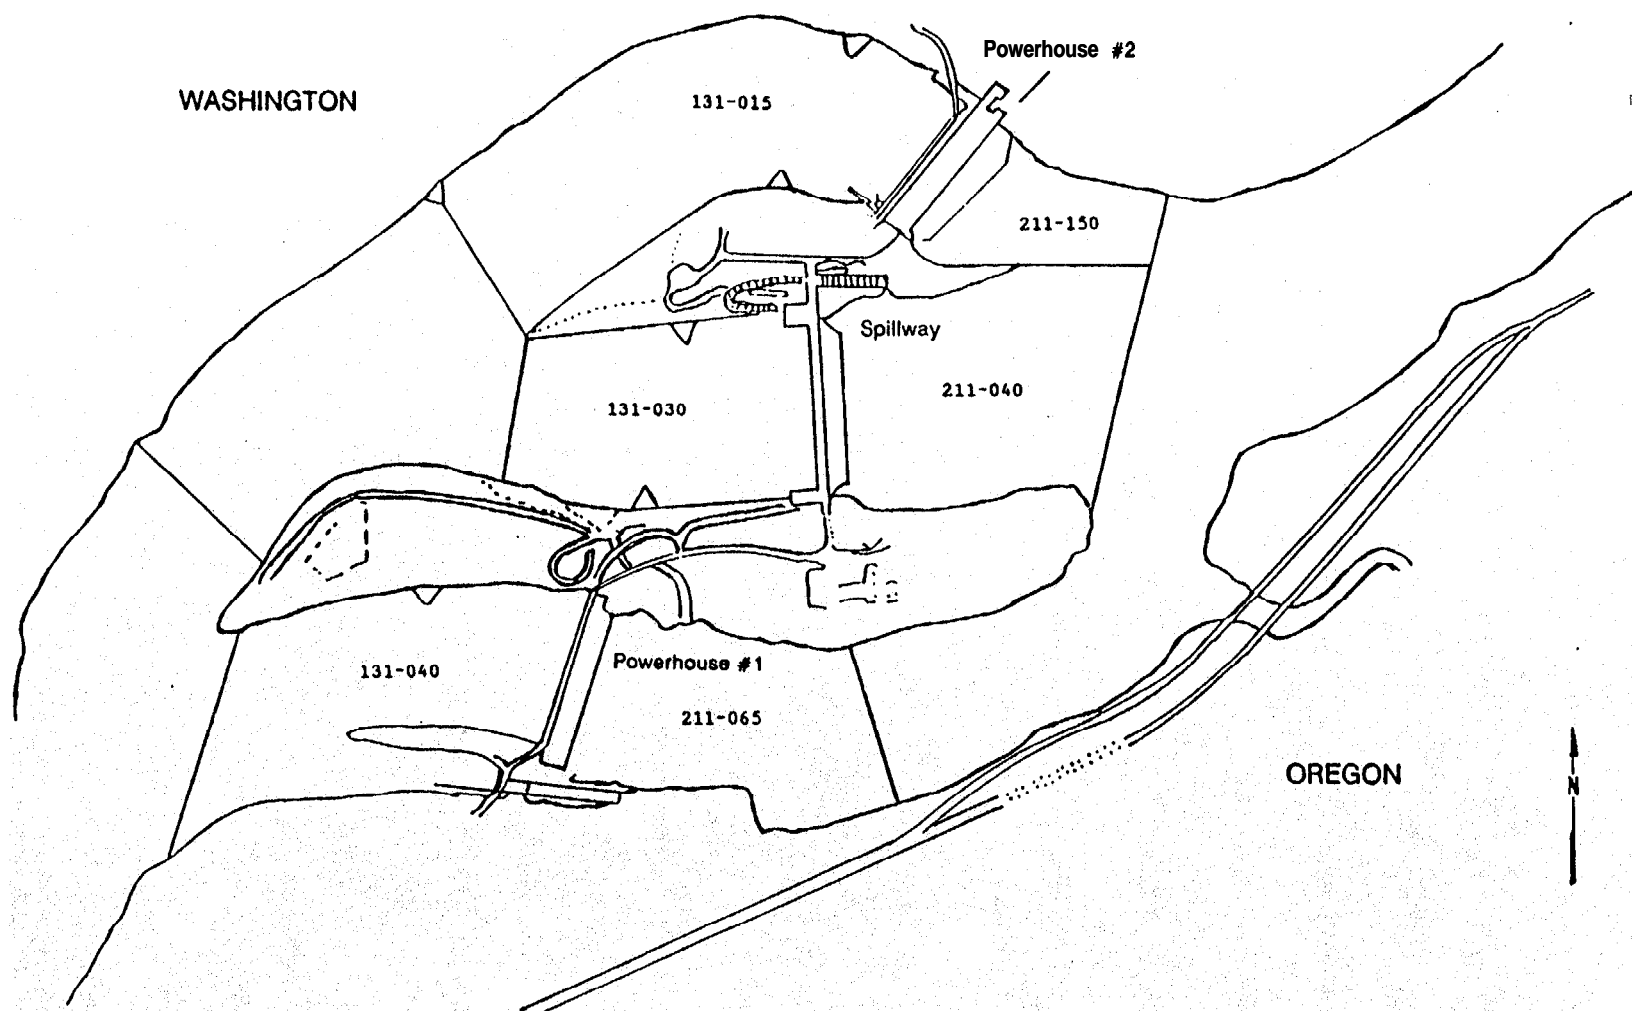 Powerhouse #2
WASHINGTON
131-015
211-150
Spillway
211-040
131-030
Powerhouse #1
131-040
211-065
OREGON
N